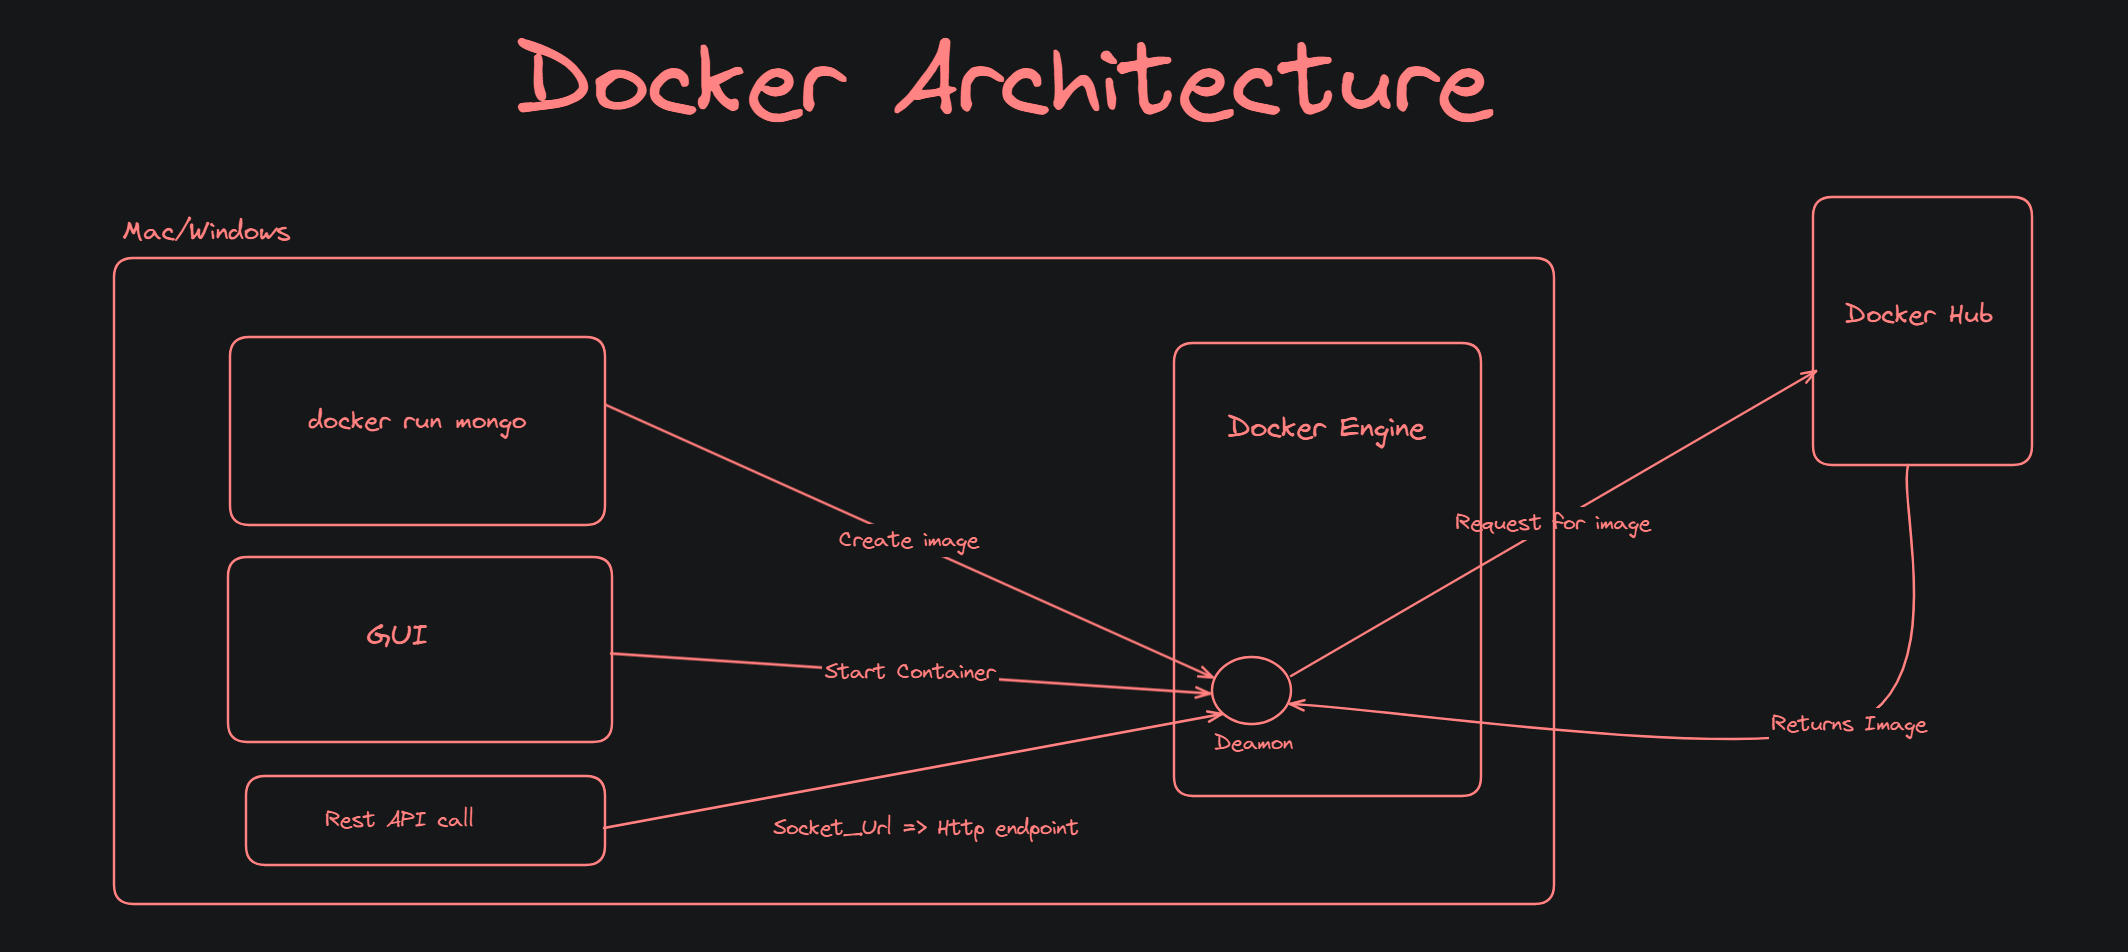 Docker Architecture
Mac/Windows
Docker Hub
docker run mongo
Docker Engine
Request for image
Create image
GUI
Start Container
Returns Image
Deamon
Rest API call
Socket_Url => Http endpoint